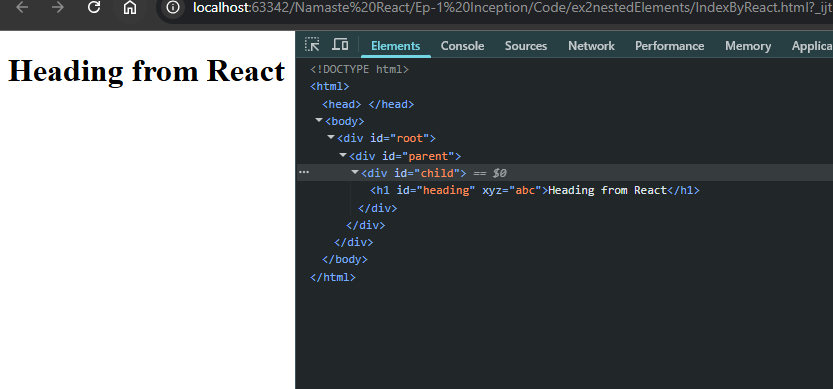 localhost:63342/Namaste%20React/Ep-1%20Inception/Code/ex2nestedElements/IndexByReact.html?_ijt
Heading from React
Elements Console Sources Network Performance Memory Applica
<!DOCTYPE html>
<html>
<head> </head>
<body>
<div id="root">
<div id="parent">
... <div id="child"> == $0
<h1 id="heading" xyz="abc">Heading from React</h1>
</div>
</div>
</div>
</body>
</html>